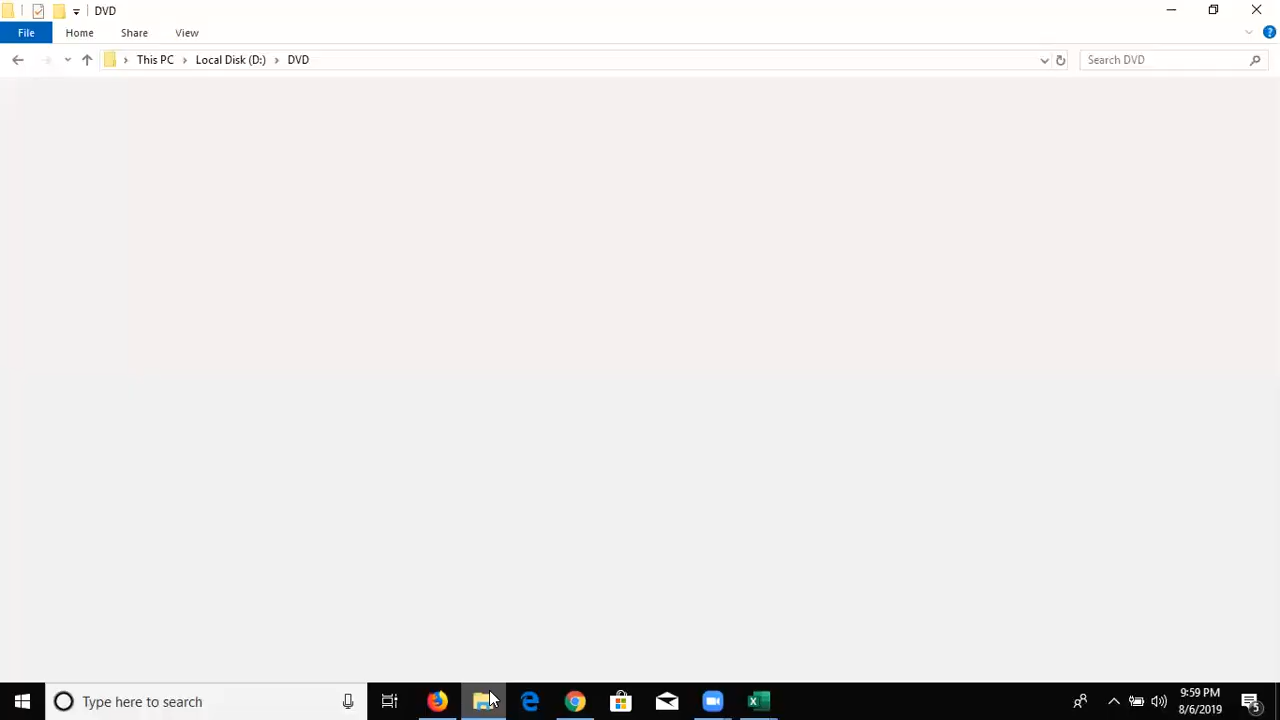 DVD
File Home Share View
This PC Local Disk (D:) DVD
Search DVD
Type here to search
9:59 PM
8/6/2019
5